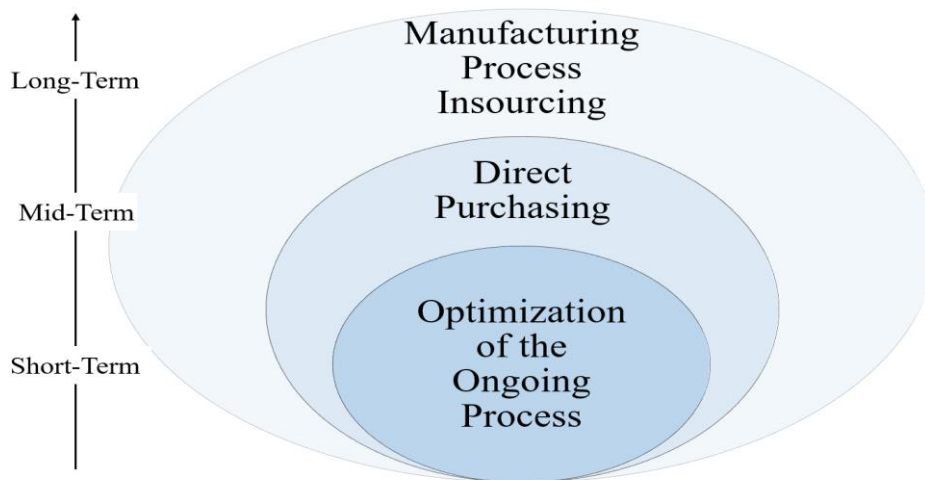 Manufacturing
Process
Insourcing
Long-Term
Direct
Purchasing
Mid-Term
Optimization
of the
Ongoing
Process
Short-Term